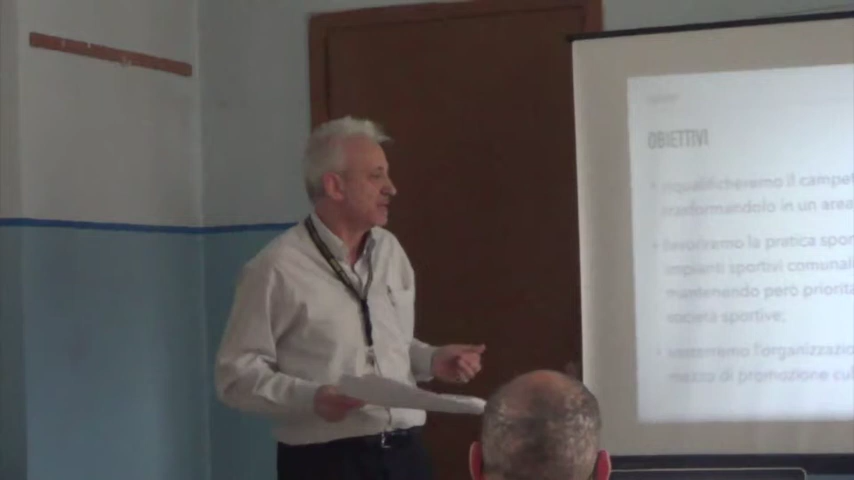 OBIETTIVI
• riqualificheremo il campet
trasformandolo in un area
• favoriremo la pratica spor
impianti sportivi comunal
mantenendo però priorita
società sportive;
• l'organizzazio
mezzo di promozione cul